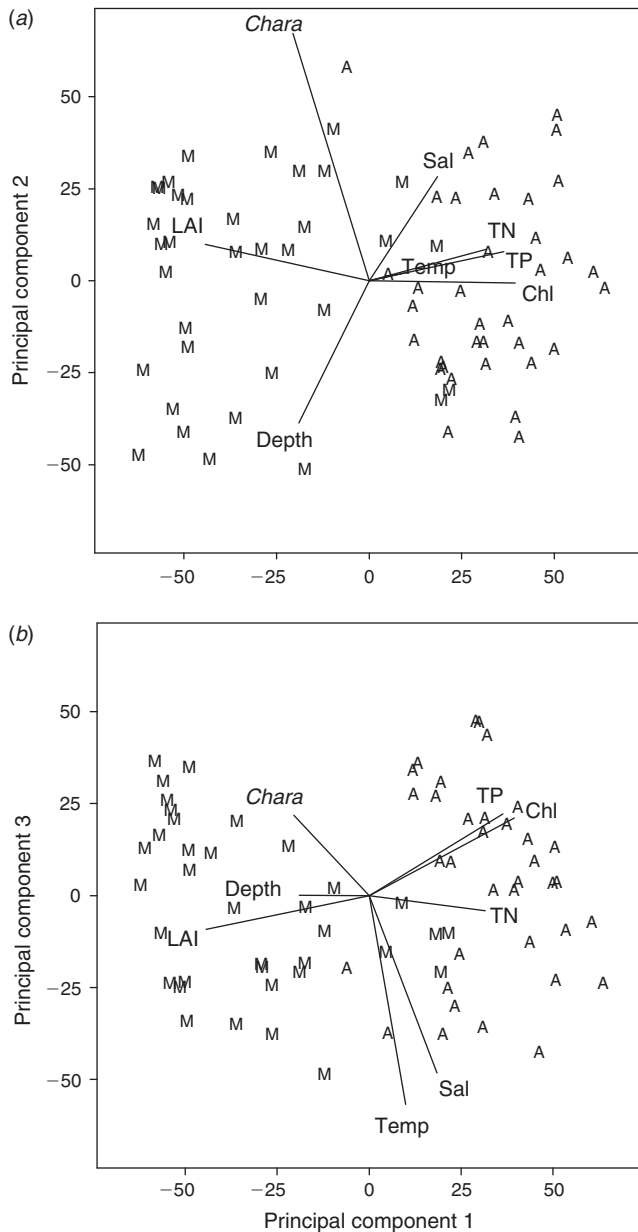 (a)
Chara
Sal
LAI
TN
Temp
TP
Chl
Depth
Principal component 2
50
25
0
−25
−50
−50 −25 0 25 50
(b)
Chara
TP
Chl
Depth
TN
LAI
Sal
Temp
Principal component 3
50
25
0
−25
−50
−50 −25 0 25 50
Principal component 1